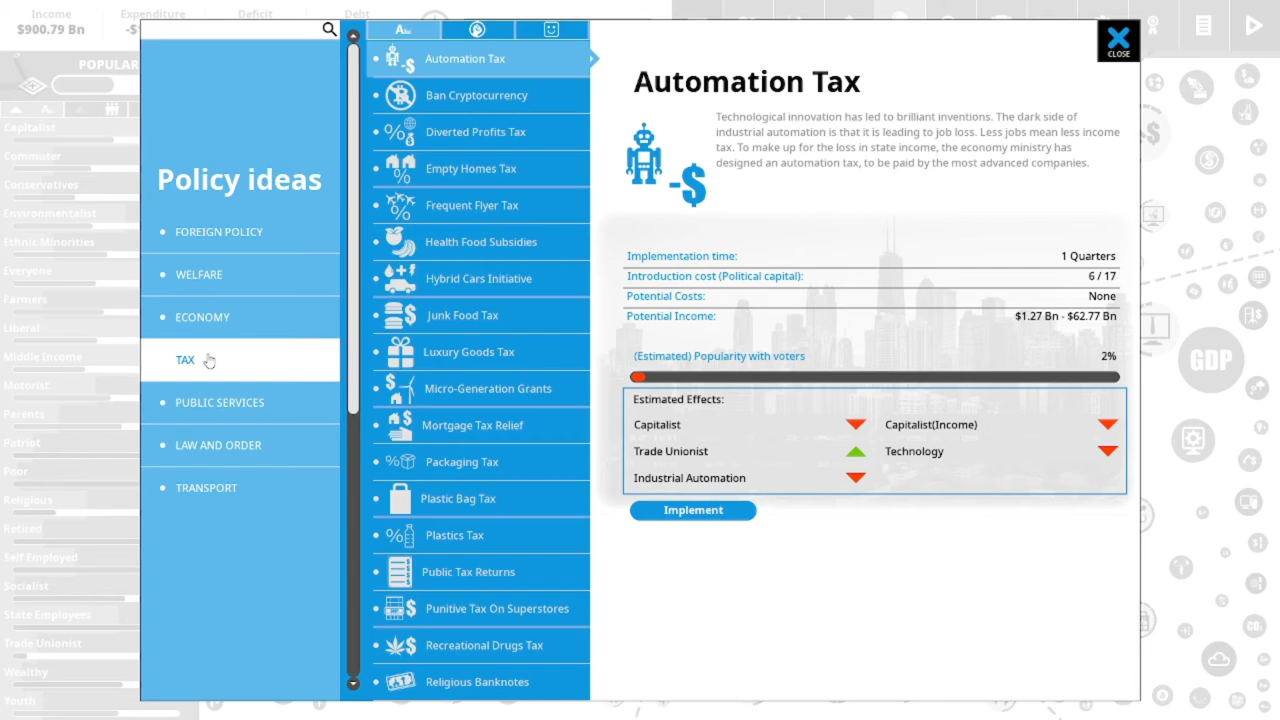 Income
$900.79 Bn
Expenditure
-$
Deficit
Debt
POPULAR
Capitalist
Commuter
Conservatives
Environmentalist
Ethnic Minorities
Everyone
Farmers
Liberal
Middle Income
Motorist
Parents
Patriot
Poor
Religious
Retired
Self Employed
Socialist
State Employees
Trade Unionist
Wealthy
Youth
Policy ideas
FOREIGN POLICY
WELFARE
ECONOMY
TAX
PUBLIC SERVICES
LAW AND ORDER
TRANSPORT
Automation Tax
Ban Cryptocurrency
Diverted Profits Tax
Empty Homes Tax
Frequent Flyer Tax
Health Food Subsidies
Hybrid Cars Initiative
Junk Food Tax
Luxury Goods Tax
Micro-Generation Grants
Mortgage Tax Relief
Packaging Tax
Plastic Bag Tax
Plastics Tax
Public Tax Returns
Punitive Tax On Superstores
Recreational Drugs Tax
Religious Banknotes
CLOSE
Automation Tax
Technological innovation has led to brilliant inventions. The dark side of
industrial automation is that it is leading to job loss. Less jobs mean less income
tax. To make up for the loss in state income, the economy ministry has
designed an automation tax, to be paid by the most advanced companies.
-$
Implementation time: 1 Quarters
Introduction cost (Political capital): 6 / 17
Potential Costs: None
Potential Income: $1.27 Bn - $62.77 Bn
(Estimated) Popularity with voters 2%
Estimated Effects:
Capitalist Capitalist(Income)
Trade Unionist Technology
Industrial Automation
Implement
GDP